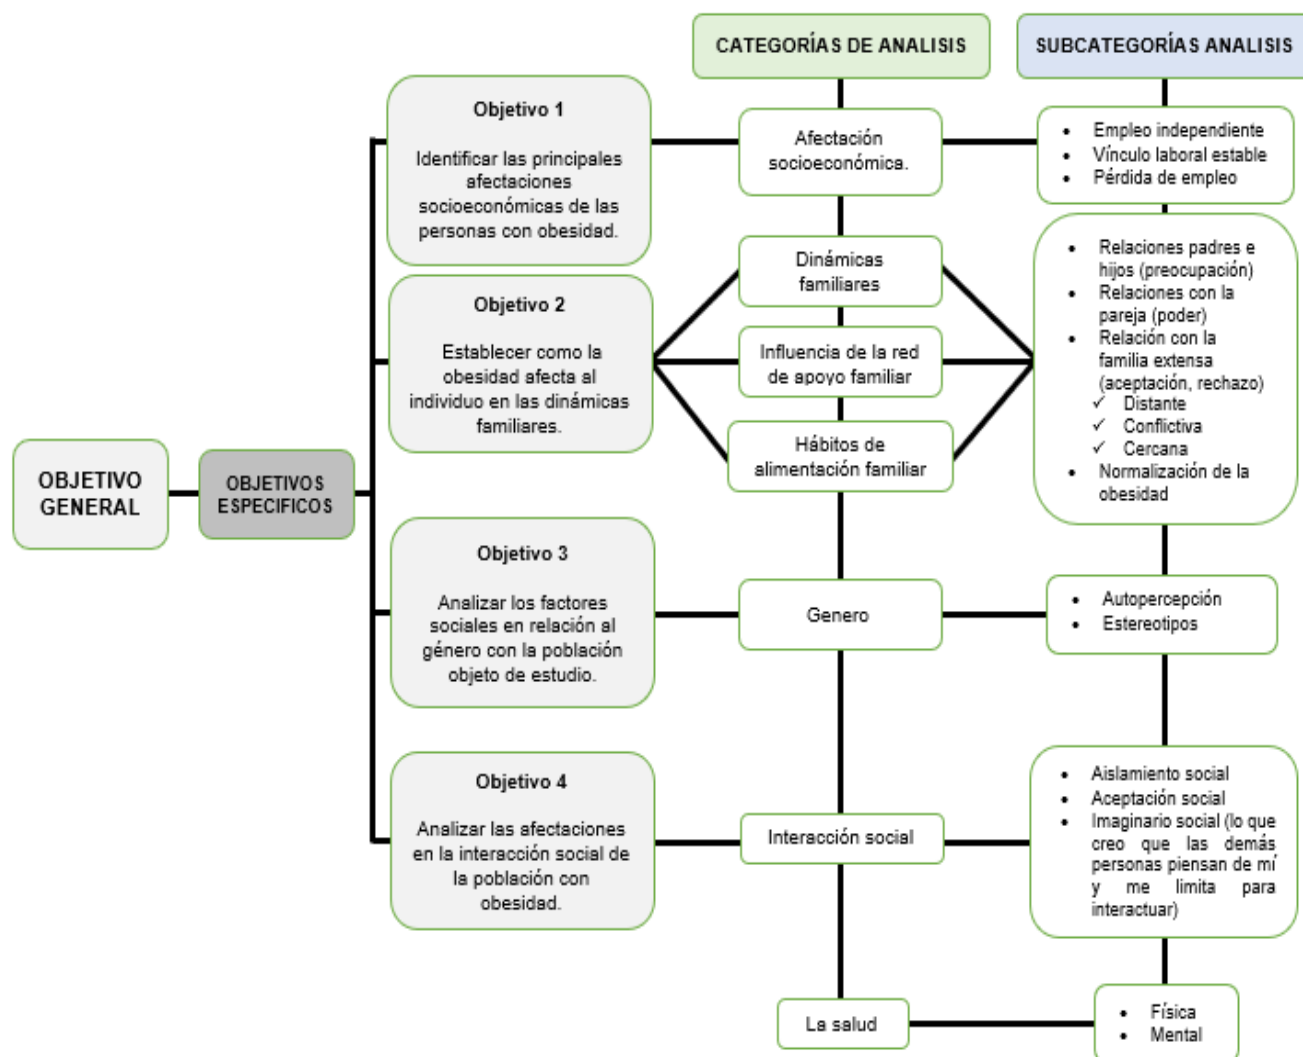 CATEGORÍAS DE ANALISIS
SUBCATEGORÍAS ANALISIS
OBJETIVO
GENERAL
OBJETIVOS
ESPECIFICOS
Objetivo 1
Identificar las principales
afectaciones
socioeconómicas de las
personas con obesidad.
Afectación
socioeconómica.
• Empleo independiente
• Vínculo laboral estable
• Pérdida de empleo
Objetivo 2
Establecer como la
obesidad afecta al
individuo en las dinámicas
familiares.
Dinámicas
familiares
Influencia de la red
de apoyo familiar
Hábitos de
alimentación familiar
• Relaciones padres e
hijos (preocupación)
• Relaciones con la
pareja (poder)
• Relación con la
familia extensa
(aceptación, rechazo)
✓ Distante
✓ Conflictiva
✓ Cercana
• Normalización de la
obesidad
Objetivo 3
Analizar los factores
sociales en relación al
género con la población
objeto de estudio.
Genero
• Autopercepción
• Estereotipos
Objetivo 4
Analizar las afectaciones
en la interacción social de
la población con
obesidad.
Interacción social
• Aislamiento social
• Aceptación social
• Imaginario social (lo que
creo que las demás
personas piensan de mí
y me limita para
interactuar)
La salud
• Física
• Mental